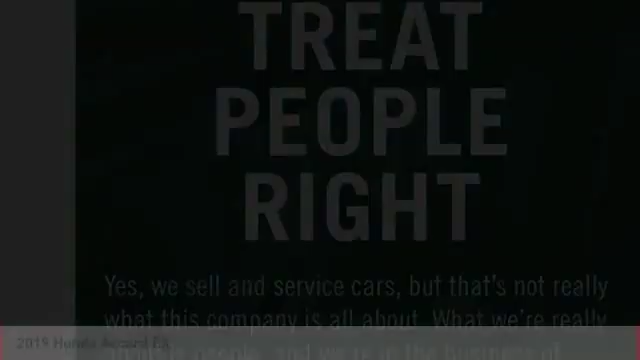 TREAT
PEOPLE
RIGHT
Yes, we sell and service cars, but that's not really
what this company is all about. What we're really
2019 Honda Accord Ex